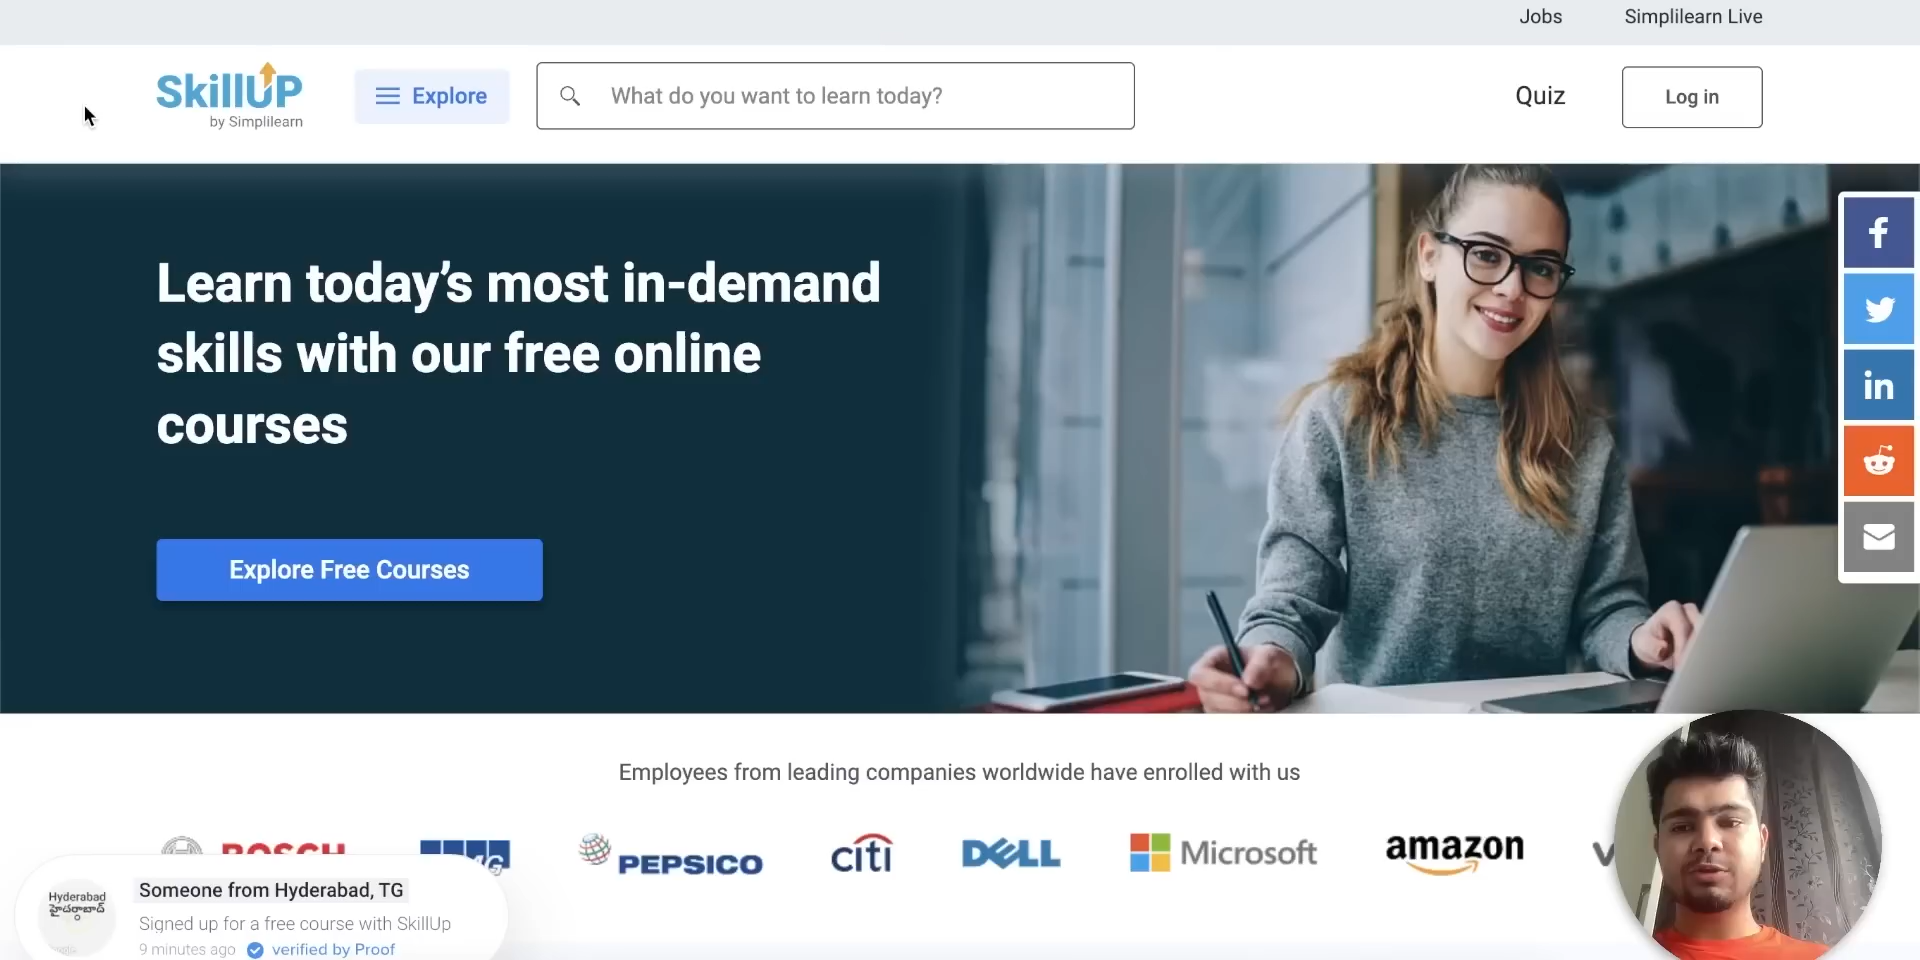 Jobs
Simplilearn Live
SkillUP
by Simplilearn
Explore
What do you want to learn today?
Quiz
Log in
Learn today’s most in-demand
skills with our free online
courses
Explore Free Courses
Employees from leading companies worldwide have enrolled with us
BOSCH
PEPSICO
citi
DELL
Microsoft
amazon
Hyderabad
హైదరాబాద్
Someone from Hyderabad, TG
Signed up for a free course with SkillUp
9 minutes ago
verified by Proof